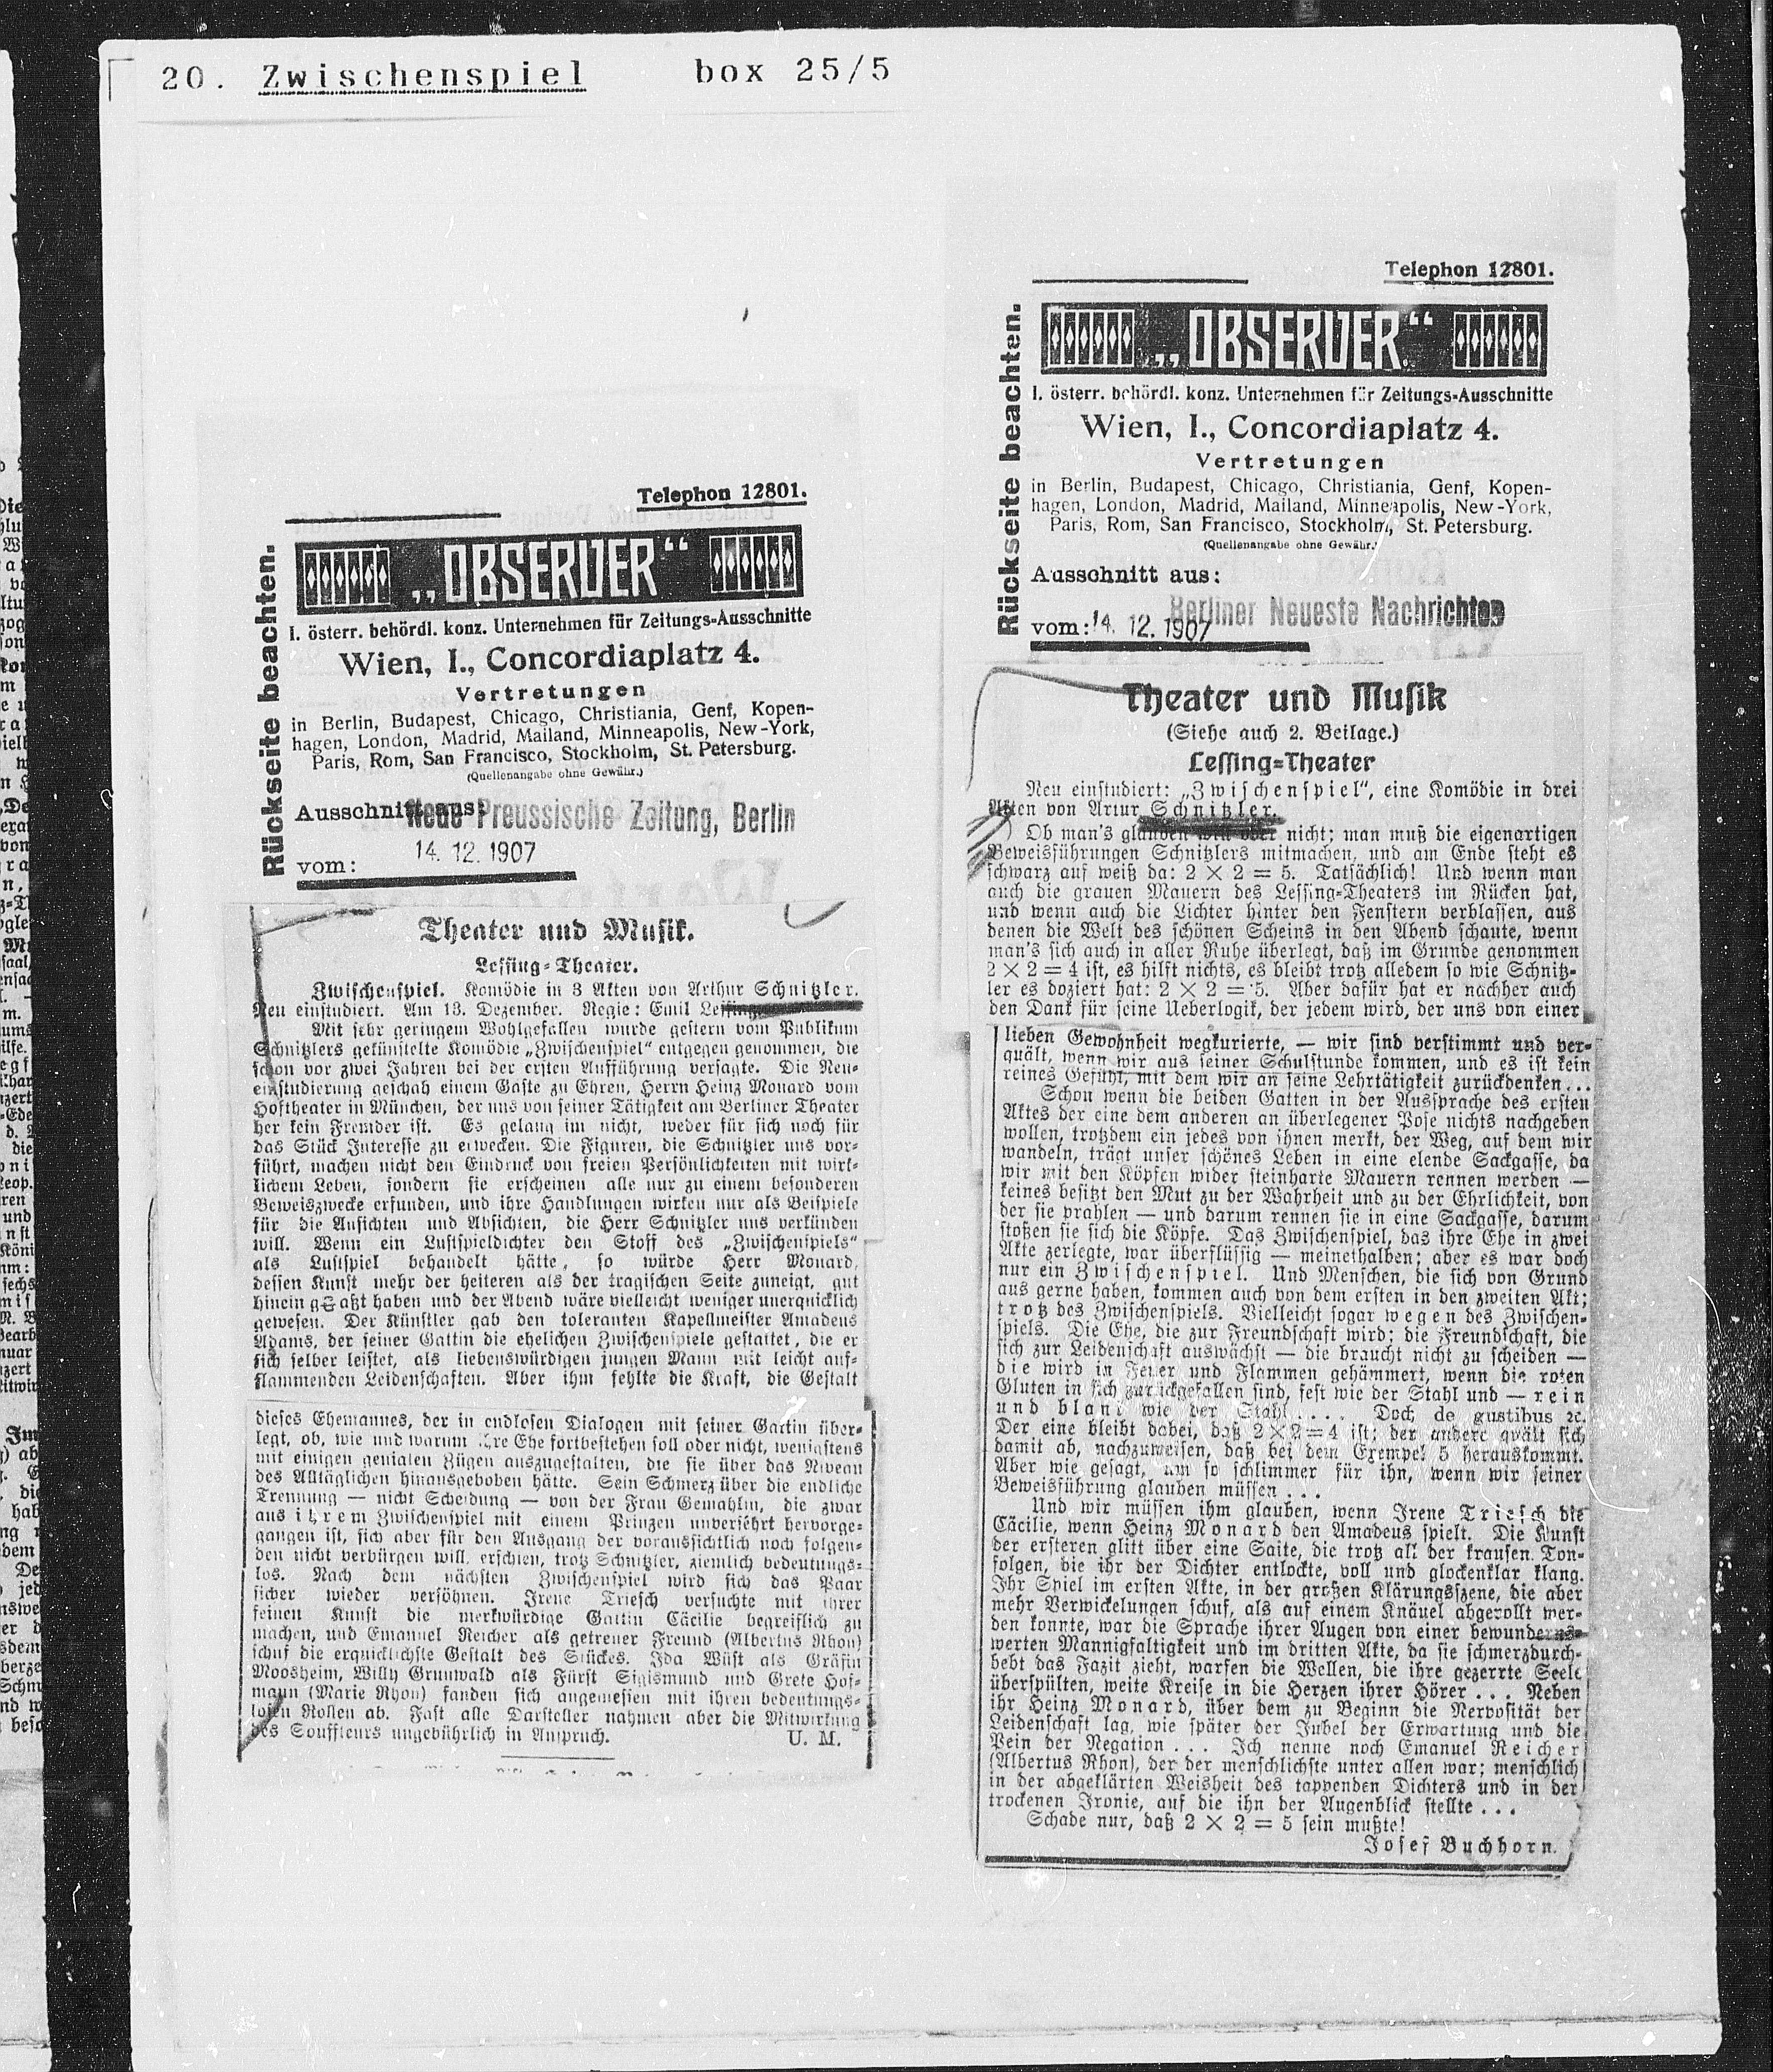 20. Zwischenspiel box 25/5
Telephon 12801.
Rückseite beachten.
„OBSERVER“
I. österr. behördl. konz. Unternehmen für Zeitungs-Ausschnitte
Wien, I., Concordiaplatz 4.
Vertretungen
in Berlin, Budapest, Chicago, Christiania, Genf, Kopen-
hagen, London, Madrid, Mailand, Minneapolis, New-York,
Paris, Rom, San Francisco, Stockholm, St. Petersburg.
(Quellenangabe ohne Gewähr.)
Ausschnitt aus:
Neue Preussische Zeitung, Berlin
vom: 14. 12. 1907
Theater und Musik.
Lessing-Theater.
Zwischenspiel. Komödie in 3 Akten von Arthur Schnitzler.
Neu einstudiert. Am 13. Dezember. Regie: Emil Lessing.
Mit sehr geringem Wohlgefallen wurde gestern vom Publikum
Schnitzlers gekünstelte Komödie „Zwischenspiel“ entgegen genommen, die
schon vor zwei Jahren bei der ersten Aufführung versagte. Die Neu-
einstudierung geschah einem Gaste zu Ehren, Herrn Heinz Monard vom
Hoftheater in München, der uns von seiner Tätigkeit am Berliner Theater
her kein Fremder ist. Es gelang im nicht, weder für sich noch für
das Stück Interesse zu erwecken. Die Figuren, die Schnitzler uns vor-
führt, machen nicht den Eindruck von freien Persönlichkeiten mit wirk-
lichem Leben, sondern sie erscheinen alle nur zu einem besonderen
Beweiszwecke erfunden, und ihre Handlungen wirken nur als Beispiele
für die Ansichten und Absichten, die Herr Schnitzler uns verkünden
will. Wenn ein Lustspieldichter den Stoff des „Zwischenspiels“
als Lustspiel behandelt hätte, so würde Herr Monard,
dessen Kunst mehr der heiteren als der tragischen Seite zuneigt, gut
hinein gepaßt haben und der Abend wäre vielleicht weniger unerquicklich
gewesen. Der Künstler gab den toleranten Kapellmeister Amadeus
Adams, der seiner Gattin die ehelichen Zwischenspiele gestattet, die er
sich selber leistet, als liebenswürdigen jungen Mann mit leicht auf-
flammenden Leidenschaften. Aber ihm fehlte die Kraft, die Gestalt
dieses Ehemannes, der in endlosen Dialogen mit seiner Gattin über-
legt, ob, wie und warum ihre Ehe fortbestehen soll oder nicht, wenigstens
mit einigen genialen Zügen auszugestalten, die sie über das Niveau
des Alltäglichen hinausgehoben hätte. Sein Schmerz über die endliche
Trennung — nicht Scheidung — von der Frau Gemahlin, die zwar
aus ihrem Zwischenspiel mit einem Prinzen unversehrt hervorge-
gangen ist, sich aber für den Ausgang der voraussichtlich noch folgen-
den nicht verbürgen will, erschien, trotz Schnitzler, ziemlich bedeutungs-
los. Nach dem nächsten Zwischenspiel wird sich das Paar
sicher wieder versöhnen. Irene Triesch versuchte mit ihrer
feinen Kunst die merkwürdige Gattin Cäcilie begreiflich zu
machen, und Emanuel Reicher als getreuer Freund (Albertus Rhon)
schuf die erquicklichste Gestalt des Stückes. Ida Wüst als Gräfin
Moosheim, Willy Grunwald als Fürst Sigismund und Grete Hof-
mann (Marie Rhon) fanden sich angemessen mit ihren bedeutungs-
losen Rollen ab. Fast alle Darsteller nahmen aber die Mitwirkung
des Souffleurs ungebührlich in Anspruch. U. M.
Telephon 12801.
Rückseite beachten.
„OBSERVER“
I. österr. behördl. konz. Unternehmen für Zeitungs-Ausschnitte
Wien, I., Concordiaplatz 4.
Vertretungen
in Berlin, Budapest, Chicago, Christiania, Genf, Kopen-
hagen, London, Madrid, Mailand, Minneapolis, New-York,
Paris, Rom, San Francisco, Stockholm, St. Petersburg.
(Quellenangabe ohne Gewähr.)
Ausschnitt aus:
Berliner Neueste Nachrichten
vom: 14. 12. 1907
Theater und Musik
(Siehe auch 2. Beilage.)
Lessing-Theater
Neu einstudiert: „Zwischenspiel“, eine Komödie in drei
Akten von Artur Schnitzler.
Ob man's glauben will oder nicht; man muß die eigenartigen
Beweisführungen Schnitzlers mitmachen, und am Ende steht es
schwarz auf weiß da: 2 × 2 = 5. Tatsächlich! Und wenn man
auch die grauen Mauern des Lessing-Theaters im Rücken hat,
und wenn auch die Lichter hinter den Fenstern verblassen, aus
denen die Welt des schönen Scheins in den Abend schaute, wenn
man's sich auch in aller Ruhe überlegt, daß im Grunde genommen
2 × 2 = 4 ist, es hilft nichts, es bleibt trotz alledem so wie Schnitz-
ler es doziert hat: 2 × 2 = 5. Aber dafür hat er nachher auch
den Dank für seine Ueberlogik, der jedem wird, der uns von einer
lieben Gewohnheit wegkurierte, — wir sind verstimmt und ver-
quält, wenn wir aus seiner Schulstunde kommen, und es ist kein
reines Gefühl, mit dem wir an seine Lehrtätigkeit zurückdenken...
Schon wenn die beiden Gatten in der Aussprache des ersten
Aktes der eine dem anderen an überlegener Pose nichts nachgeben
wollen, trotzdem ein jedes von ihnen merkt, der Weg, auf dem wir
wandeln, trägt unser schönes Leben in eine elende Sackgasse, da
wir mit den Köpfen wider steinharte Mauern rennen werden —
keines besitzt den Mut zu der Wahrheit und zu der Ehrlichkeit, von
der sie prahlen — und darum rennen sie in eine Sackgasse, darum
stoßen sie sich die Köpfe. Das Zwischenspiel, das ihre Ehe in zwei
Akte zerlegte, war überflüssig — meinethalben; aber es war doch
nur ein Zwischenspiel. Und Menschen, die sich von Grund
aus gerne haben, kommen auch von dem ersten in den zweiten Akt;
trotz des Zwischenspiels. Vielleicht sogar wegen des Zwischen-
spiels. Die Ehe, die zur Freundschaft wird; die Freundschaft, die
sich zur Leidenschaft auswächst — die braucht nicht zu scheiden —
die wird in Feuer und Flammen gehämmert, wenn die roten
Gluten in sich zurückgefallen sind, fest wie der Stahl und — rein
und blank wie der Stahl.... Doch de gustibus ꝛc.
Der eine bleibt dabei, daß 2 × 2 = 4 ist; der andere quält sich
damit ab, nachzuweisen, daß bei dem Exempel 5 herauskommt.
Aber wie gesagt, um so schlimmer für ihn, wenn wir seiner
Beweisführung glauben müssen...
Und wir müssen ihm glauben, wenn Irene Triesch die
Cäcilie, wenn Heinz Monard den Amadeus spielt. Die Kunst
der ersteren glitt über eine Saite, die trotz all der krausen Ton-
folgen, die ihr der Dichter entlockte, voll und glockenklar klang.
Ihr Spiel im ersten Akte, in der großen Klärungsszene, die aber
mehr Verwickelungen schuf, als auf einem Knäuel abgerollt wer-
den konnte, war die Sprache ihrer Augen von einer bewunderns-
werten Mannigfaltigkeit und im dritten Akte, da sie schmerzdurch-
bebt das Fazit zieht, warfen die Wellen, die ihre gezerrte Seele
überspülten, weite Kreise in die Herzen ihrer Hörer... Neben
ihr Heinz Monard, über dem zu Beginn die Nervosität der
Leidenschaft lag, wie später der Jubel der Erwartung und die
Pein der Negation... Ich nenne noch Emanuel Reicher
(Albertus Rhon), der der menschlichste unter allen war; menschlich
in der abgeklärten Weisheit des tappenden Dichters und in der
trockenen Ironie, auf die ihn der Augenblick stellte...
Schade nur, daß 2 × 2 = 5 sein mußte!
Josef Buchhorn.